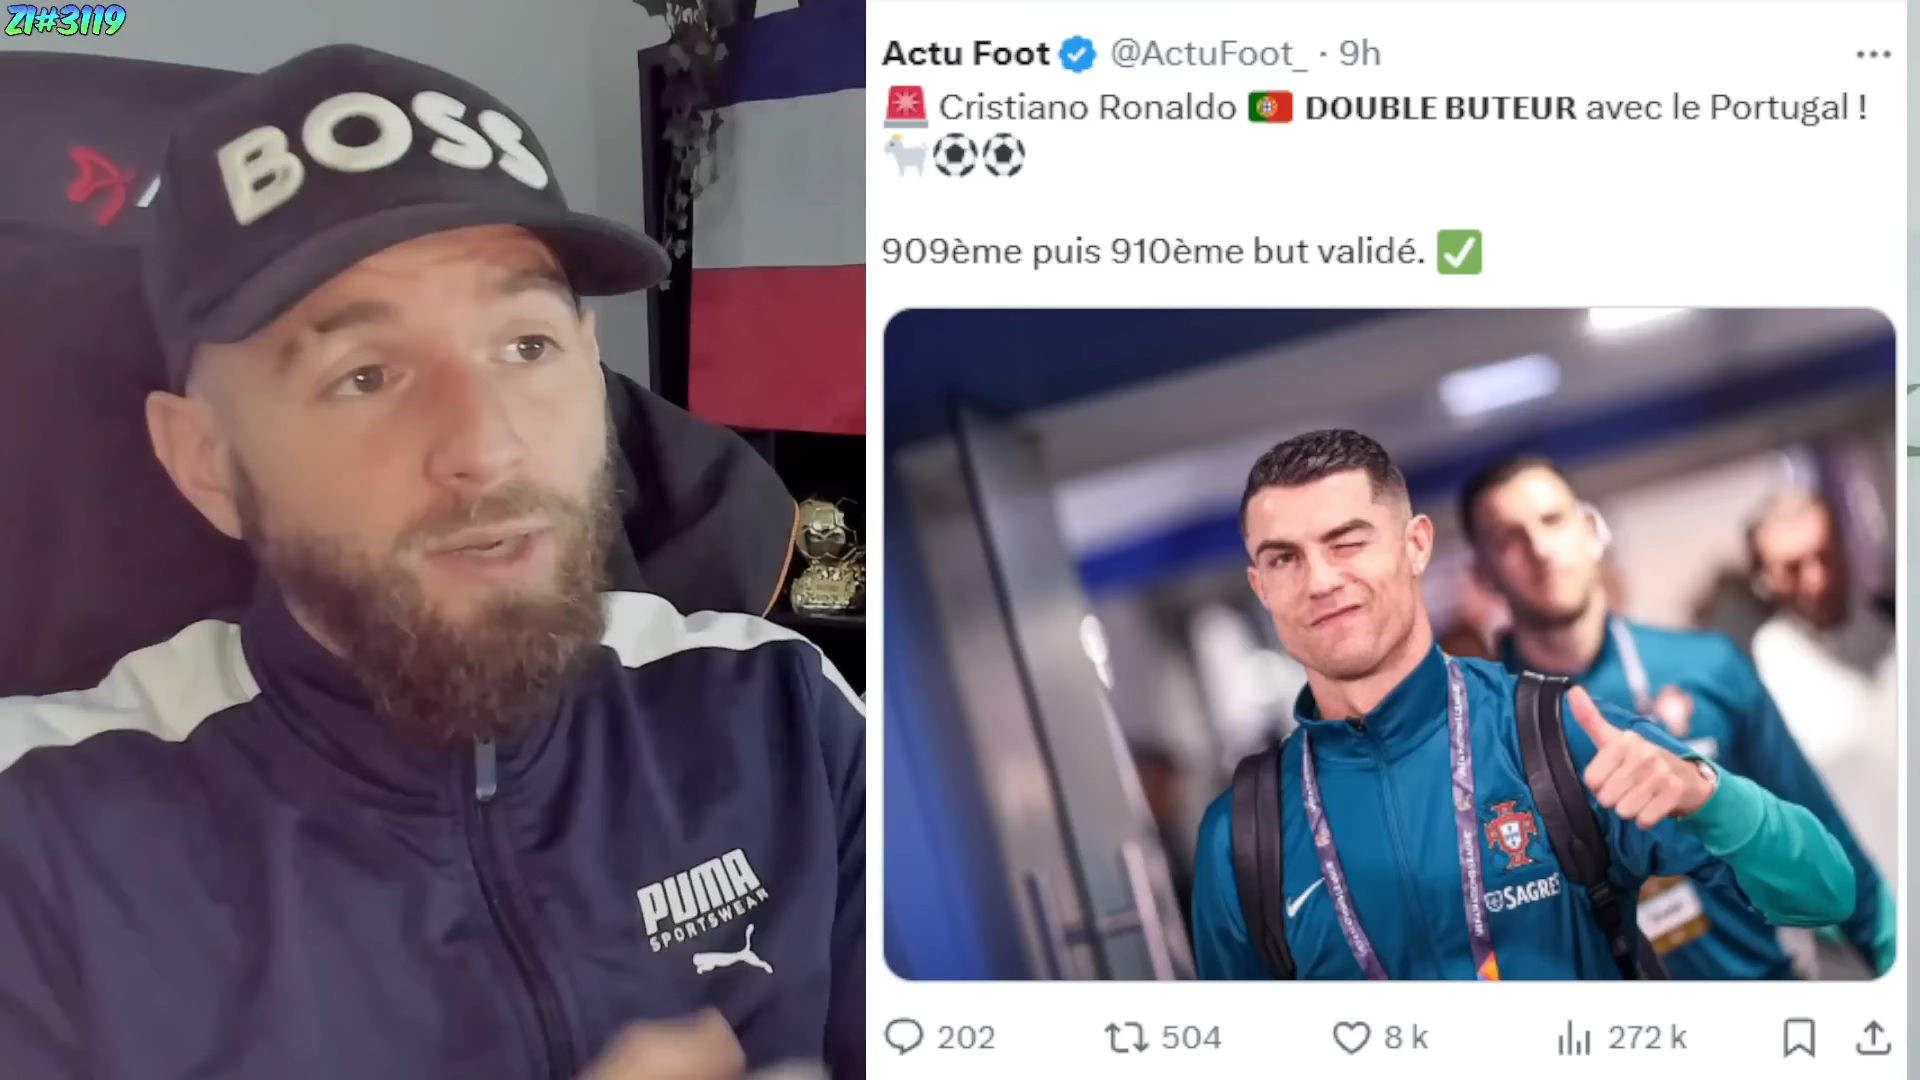 Z1#3119
BOSS
PUMA
SPORTSWEAR
Actu Foot @ActuFoot_ · 9h
🚨 Cristiano Ronaldo 🇵🇹 DOUBLE BUTEUR avec le Portugal !
🐐⚽⚽
909ème puis 910ème but validé. ✅
SAGRES
202 504 8 k 272 k